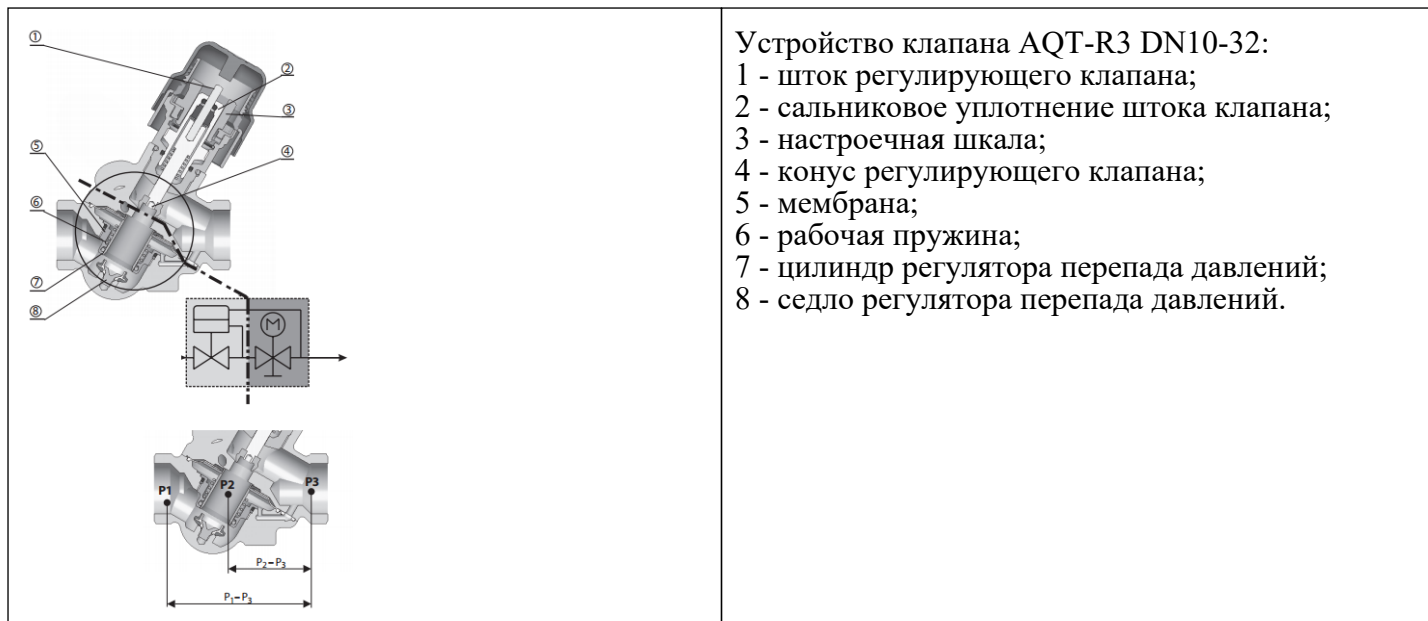 ①
②
③
⑤
④
⑥
⑦
⑧
M
P1
P2
P3
P₂–P₃
P₁–P₃
Устройство клапана AQT-R3 DN10-32:
1 - шток регулирующего клапана;
2 - сальниковое уплотнение штока клапана;
3 - настроечная шкала;
4 - конус регулирующего клапана;
5 - мембрана;
6 - рабочая пружина;
7 - цилиндр регулятора перепада давлений;
8 - седло регулятора перепада давлений.